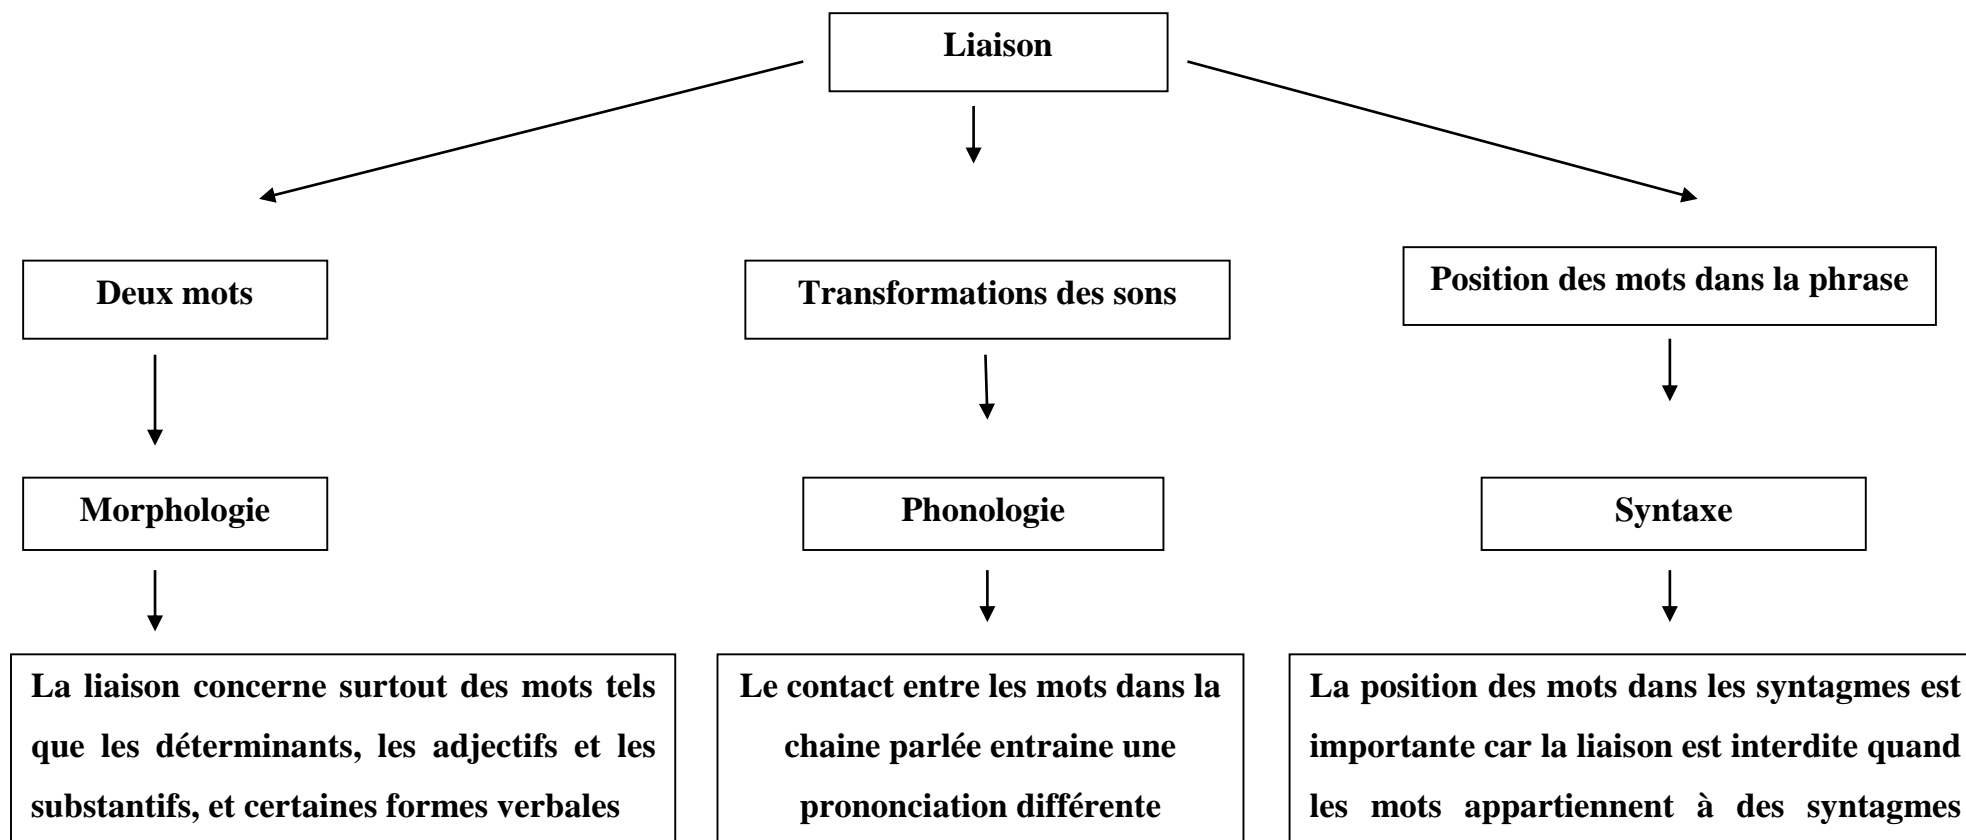 Liaison
Deux mots
Transformations des sons
Position des mots dans la phrase
Morphologie
Phonologie
Syntaxe
La liaison concerne surtout des mots tels
que les déterminants, les adjectifs et les
substantifs, et certaines formes verbales
Le contact entre les mots dans la
chaine parlée entraine une
prononciation différente
La position des mots dans les syntagmes est
importante car la liaison est interdite quand
les mots appartiennent à des syntagmes